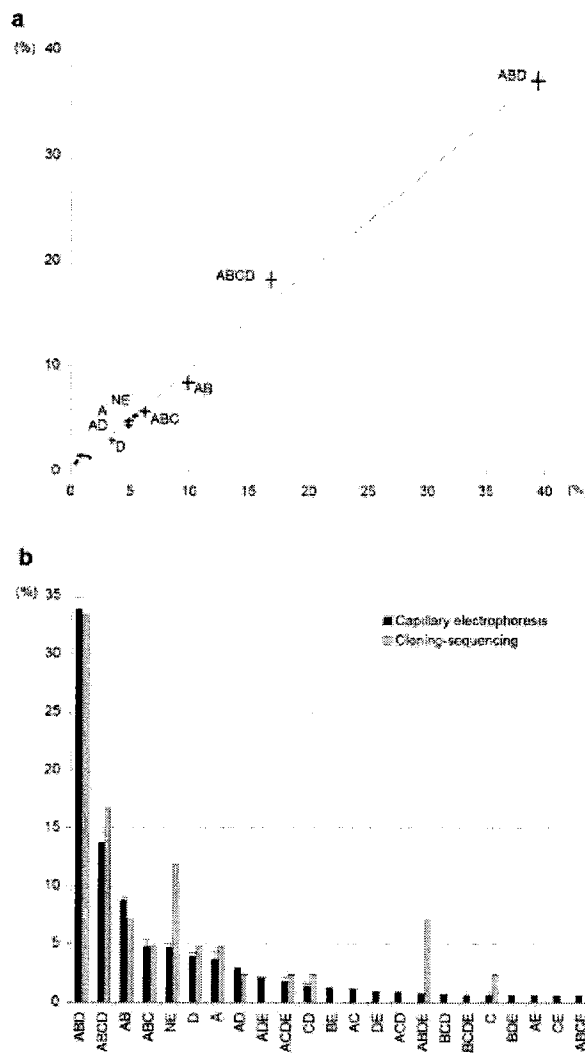 a
(%)
40
ABD
30
20
ABCD
10
NE
A
AB
AD
ABC
D
0
0 5 10 15 20 25 30 35 40 (%
b
(%)
35
Capillary electrophoresis
Cloning-sequencing
30
25
20
15
10
5
0
ABD ABCD AB ABC NE D A AD ADE ACDE CD BE AC DE ACD ABDE BCD BCDE C BDE AE CE